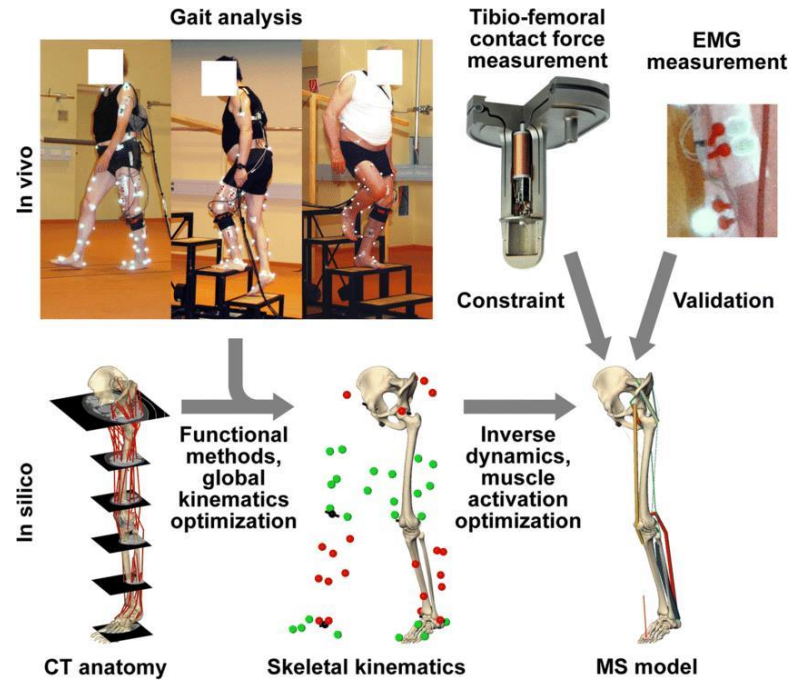 Gait analysis
Tibio-femoral
contact force
measurement
EMG
measurement
In vivo
Constraint
Validation
Functional
methods,
global
kinematics
optimization
Inverse
dynamics,
muscle
activation
optimization
In silico
CT anatomy
Skeletal kinematics
MS model